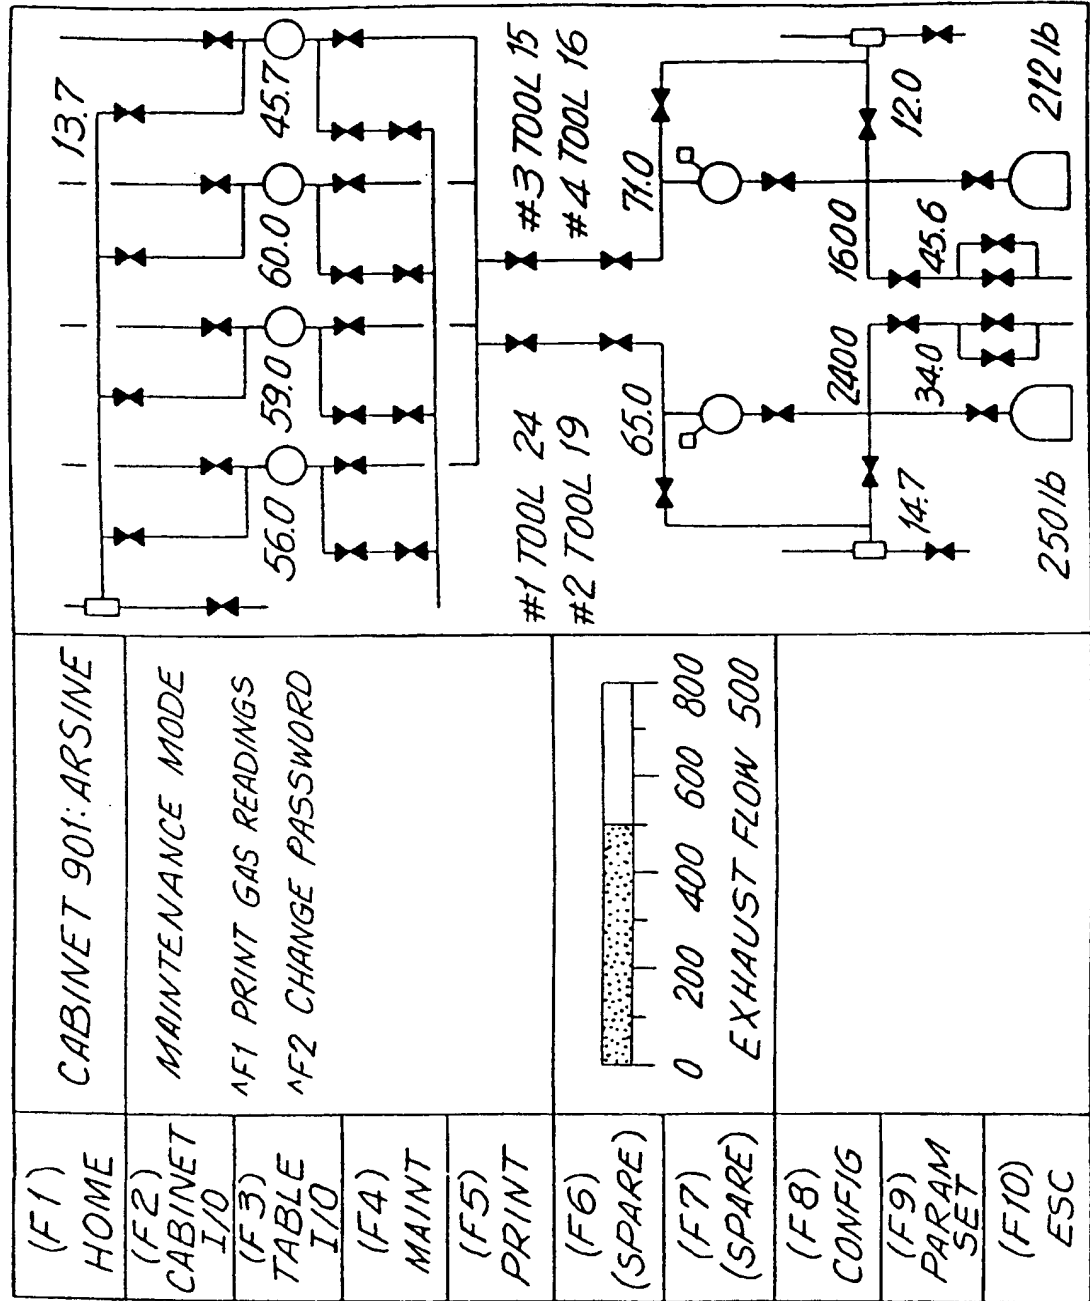 (F1)
HOME
(F2)
CABINET
I/O
(F3)
TABLE
I/O
(F4)
MAINT
(F5)
PRINT
(F6)
(SPARE)
(F7)
(SPARE)
(F8)
CONFIG
(F9)
PARAM
SET
(F10)
ESC
CABINET 901: ARSINE
MAINTENANCE MODE
^F1 PRINT GAS READINGS
^F2 CHANGE PASSWORD
0 200 400 600 800
EXHAUST FLOW 500
13.7
56.0 59.0 60.0 45.7
#1 TOOL 24 #3 TOOL 15
#2 TOOL 19 #4 TOOL 16
65.0 71.0
2400 1600
14.7 34.0 45.6 12.0
250 lb 212 lb